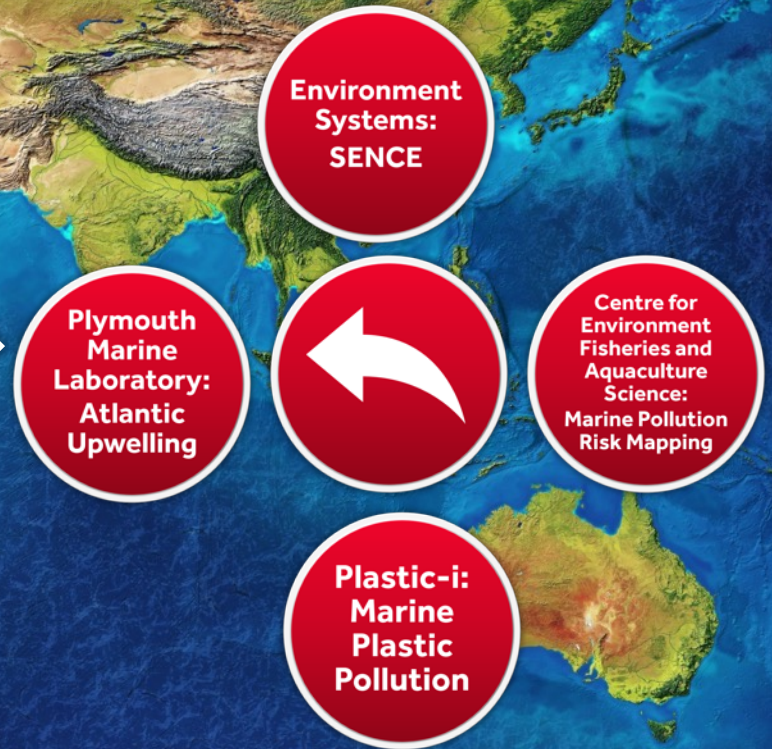 Environment
Systems:
SENCE
Plymouth
Marine
Laboratory:
Atlantic
Upwelling
Centre for
Environment
Fisheries and
Aquaculture
Science:
Marine Pollution
Risk Mapping
Plastic-i:
Marine
Plastic
Pollution